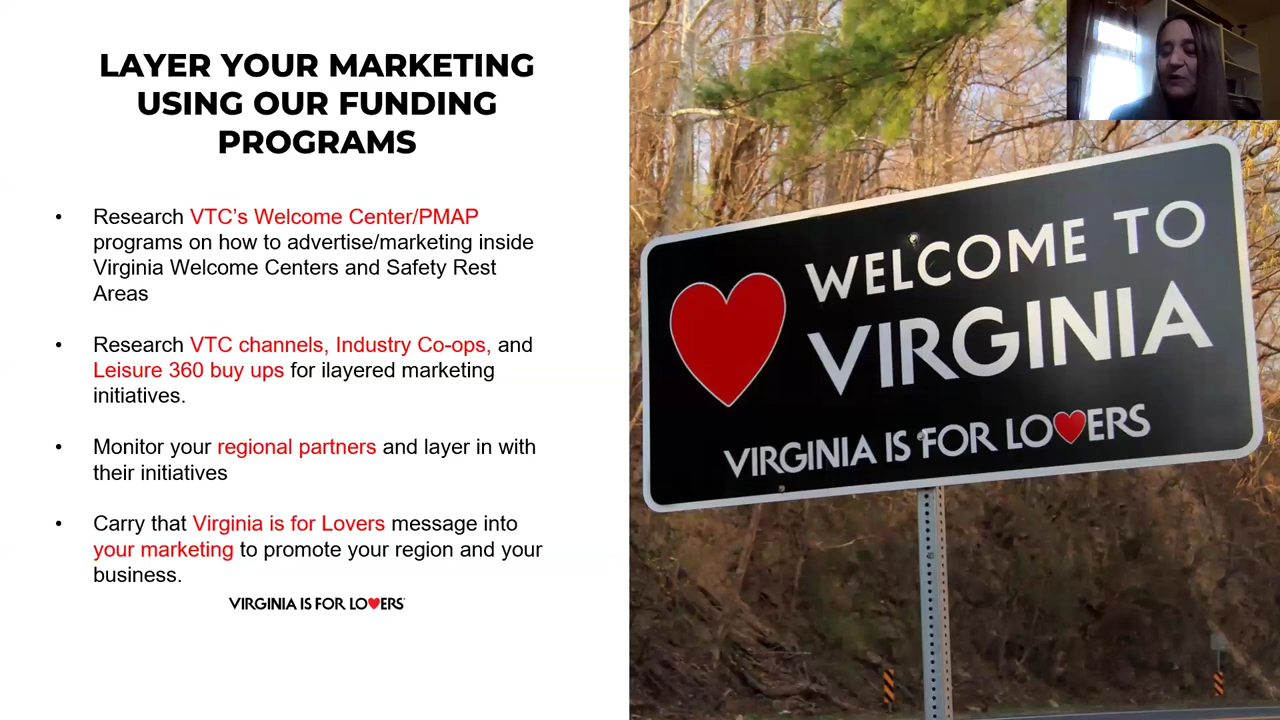 LAYER YOUR MARKETING
USING OUR FUNDING
PROGRAMS
• Research VTC's Welcome Center/PMAP
programs on how to advertise/marketing inside
Virginia Welcome Centers and Safety Rest
Areas
• Research VTC channels, Industry Co-ops, and
Leisure 360 buy ups for ilayered marketing
initiatives.
• Monitor your regional partners and layer in with
their initiatives
• Carry that Virginia is for Lovers message into
your marketing to promote your region and your
business.
VIRGINIA IS FOR LO♥ERS
WELCOME TO
VIRGINIA
VIRGINIA IS FOR LO♥ERS